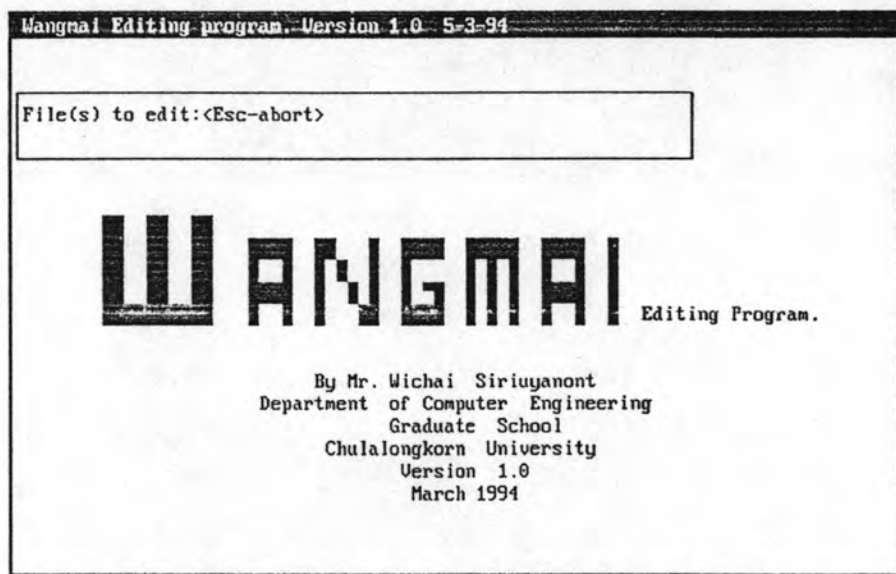 Wangmai Editing program. Version 1.0 5-3-94
File(s) to edit:<Esc-abort>
WANGMAI Editing Program.
By Mr. Wichai Siriuyanont
Department of Computer Engineering
Graduate School
Chulalongkorn University
Version 1.0
March 1994